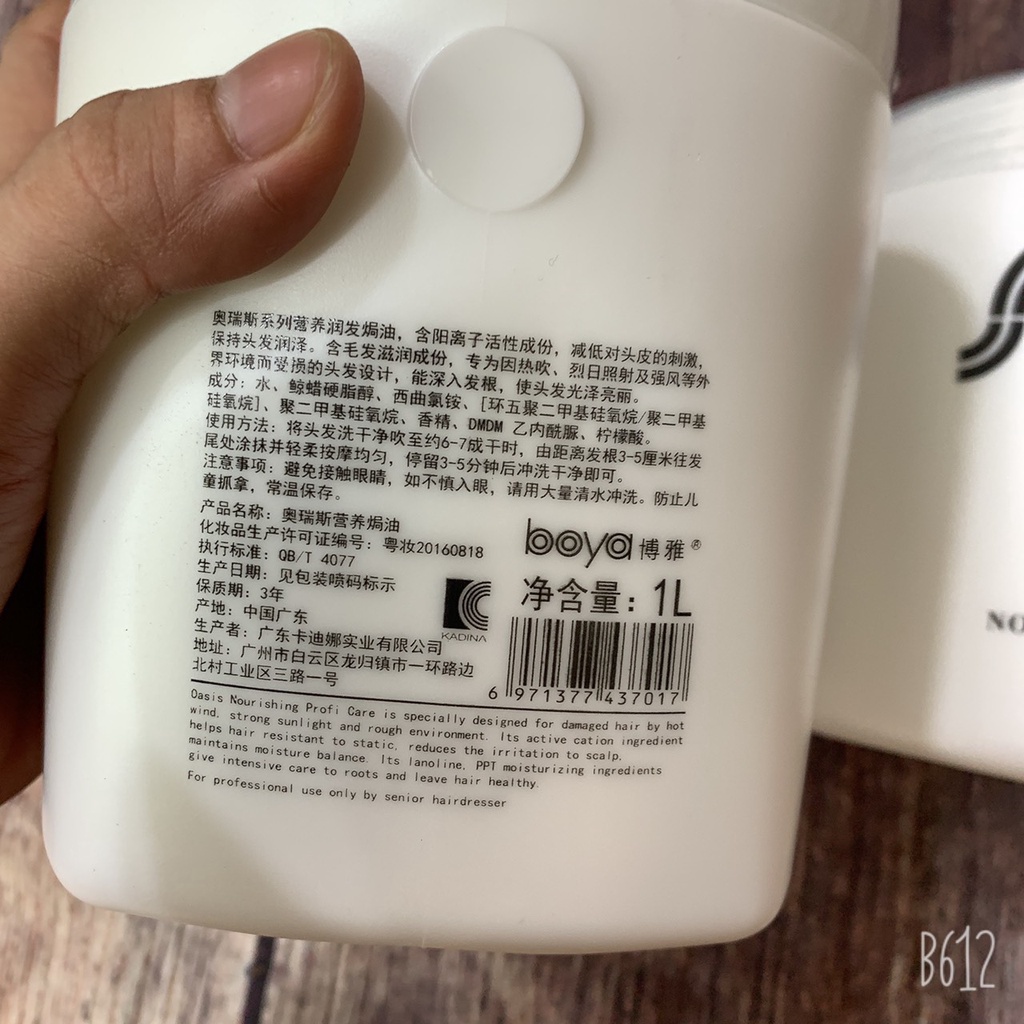 奥瑞斯系列营养润发焗油，含阳离子活性成份，减低对头皮的刺激，
保持头发润泽。含毛发滋润成份，专为因热吹、烈日照射及强风等外
界环境而受损的头发设计，能深入发根，使头发光泽亮丽。
成分：水、鲸蜡硬脂醇、西曲氯铵、[环五聚二甲基硅氧烷/聚二甲基
硅氧烷]、聚二甲基硅氧烷、香精、DMDM 乙内酰脲、柠檬酸。
使用方法：将头发洗干净吹至约6-7成干时，由距离发根3-5厘米往发
尾处涂抹并轻柔按摩均匀，停留3-5分钟后冲洗干净即可。
注意事项：避免接触眼睛，如不慎入眼，请用大量清水冲洗。防止儿
童抓拿，常温保存。
产品名称：奥瑞斯营养焗油
化妆品生产许可证编号：粤妆20160818
执行标准：QB/T 4077
生产日期：见包装喷码标示
保质期：3年
产地：中国广东
生产者：广东卡迪娜实业有限公司
地址：广州市白云区龙归镇市一环路边
北村工业区三路一号
KADINA
boya 博雅®
净含量：1L
6 971377 437017
Oasis Nourishing Profi Care is specially designed for damaged hair by hot
wind, strong sunlight and rough environment. Its active cation ingredient
helps hair resistant to static, reduces the irritation to scalp,
maintains moisture balance. Its lanoline, PPT moisturizing ingredients
give intensive care to roots and leave hair healthy.
For professional use only by senior hairdresser
NO
B612